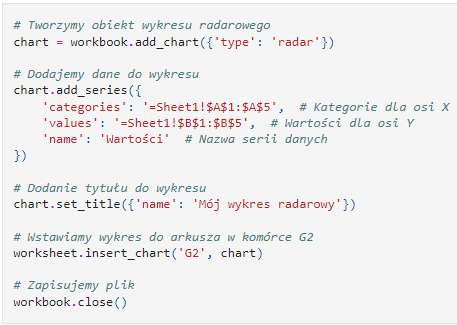 # Tworzymy obiekt wykresu radarowego
chart = workbook.add_chart({'type': 'radar'})
# Dodajemy dane do wykresu
chart.add_series({
    'categories': '=Sheet1!$A$1:$A$5',  # Kategorie dla osi X
    'values': '=Sheet1!$B$1:$B$5',  # Wartości dla osi Y
    'name': 'Wartości'  # Nazwa serii danych
})
# Dodanie tytułu do wykresu
chart.set_title({'name': 'Mój wykres radarowy'})
# Wstawiamy wykres do arkusza w komórce G2
worksheet.insert_chart('G2', chart)
# Zapisujemy plik
workbook.close()